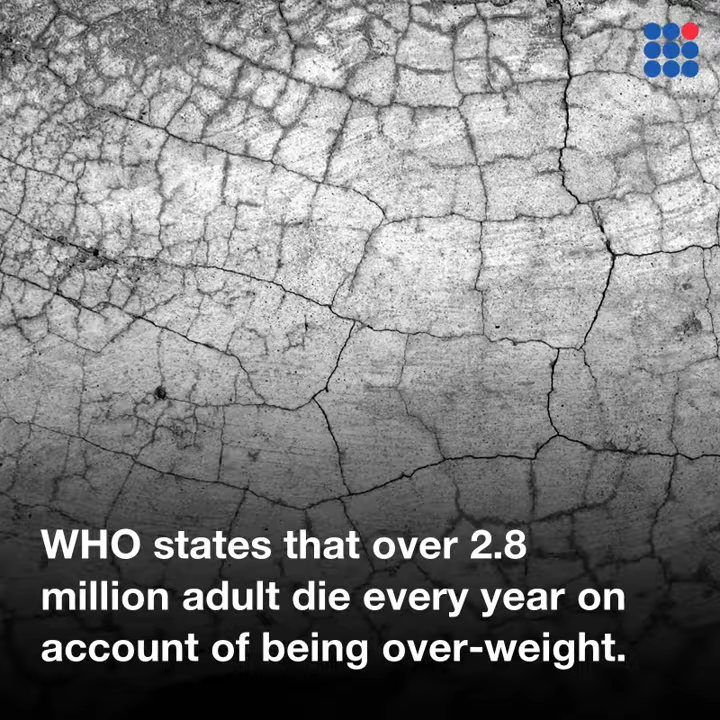 WHO states that over 2.8
million adult die every year on
account of being over-weight.